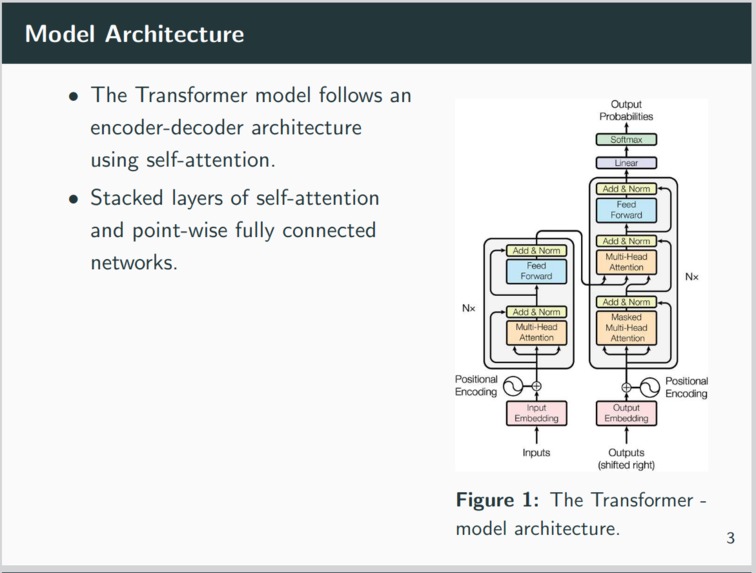 Model Architecture
• The Transformer model follows an
encoder-decoder architecture
using self-attention.
• Stacked layers of self-attention
and point-wise fully connected
networks.
Output
Probabilities
Softmax
Linear
Add & Norm
Feed
Forward
Add & Norm
Multi-Head
Attention
Nx
Add & Norm
Masked
Multi-Head
Attention
Add & Norm
Feed
Forward
Nx
Add & Norm
Multi-Head
Attention
Positional
Encoding
Positional
Encoding
Input
Embedding
Output
Embedding
Inputs
Outputs
(shifted right)
Figure 1: The Transformer -
model architecture.
3